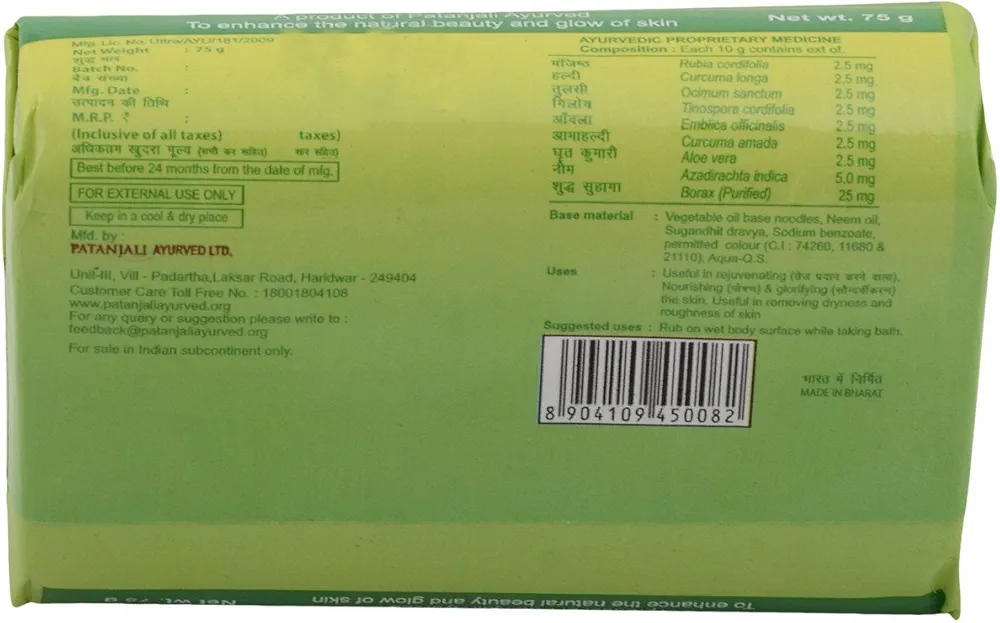 A product of Patanjali Ayurved
To enhance the natural beauty and glow of skin
Net wt. 75 g
Mfg. Lic. No. Uttra/AYU/181/2009
Net Weight : 75 g
शुद्ध भार
Batch No. :
बैच संख्या
Mfg. Date :
उत्पादन की तिथि
M.R.P. ₹ :
(Inclusive of all taxes) taxes)
अधिकतम खुदरा मूल्य (सभी कर सहित) सहित)
Best before 24 months from the date of mfg.
FOR EXTERNAL USE ONLY
Keep in a cool & dry place
Mfd. by :
PATANJALI AYURVED LTD.
Unit-III, Vill - Padartha,Laksar Road, Haridwar - 249404
Customer Care Toll Free No. : 18001804108
www.patanjaliayurved.org
For any query or suggestion please write to :
feedback@patanjaliayurved.org
For sale in Indian subcontinent only.
AYURVEDIC PROPRIETARY MEDICINE
Composition : Each 10 g contains ext of.
मंजिष्ठ Rubia cordifolia 2.5 mg
हल्दी Curcuma longa 2.5 mg
तुलसी Ocimum sanctum 2.5 mg
गिलोय Tinospora cordifolia 2.5 mg
आँवला Emblica officinalis 2.5 mg
आमाहल्दी Curcuma amada 2.5 mg
घृत कुमारी Aloe vera 2.5 mg
नीम Azadirachta indica 5.0 mg
शुद्ध सुहागा Borax (Purified) 25 mg
Base material : Vegetable oil base noodles, Neem oil,
Sugandhit dravya, Sodium benzoate,
permitted colour (C.I : 74260, 11680 &
21110), Aqua-Q.S.
Uses : Useful in rejuvenating (तेज प्रदान करने वाला),
Nourishing (पोषण) & glorifying (सौन्दर्यीकरण)
the skin. Useful in removing dryness and
roughness of skin
Suggested uses : Rub on wet body surface while taking bath.
8 904109 450082
भारत में निर्मित
MADE IN BHARAT
To enhance the natural beauty and glow of skin
Net wt. 75 g